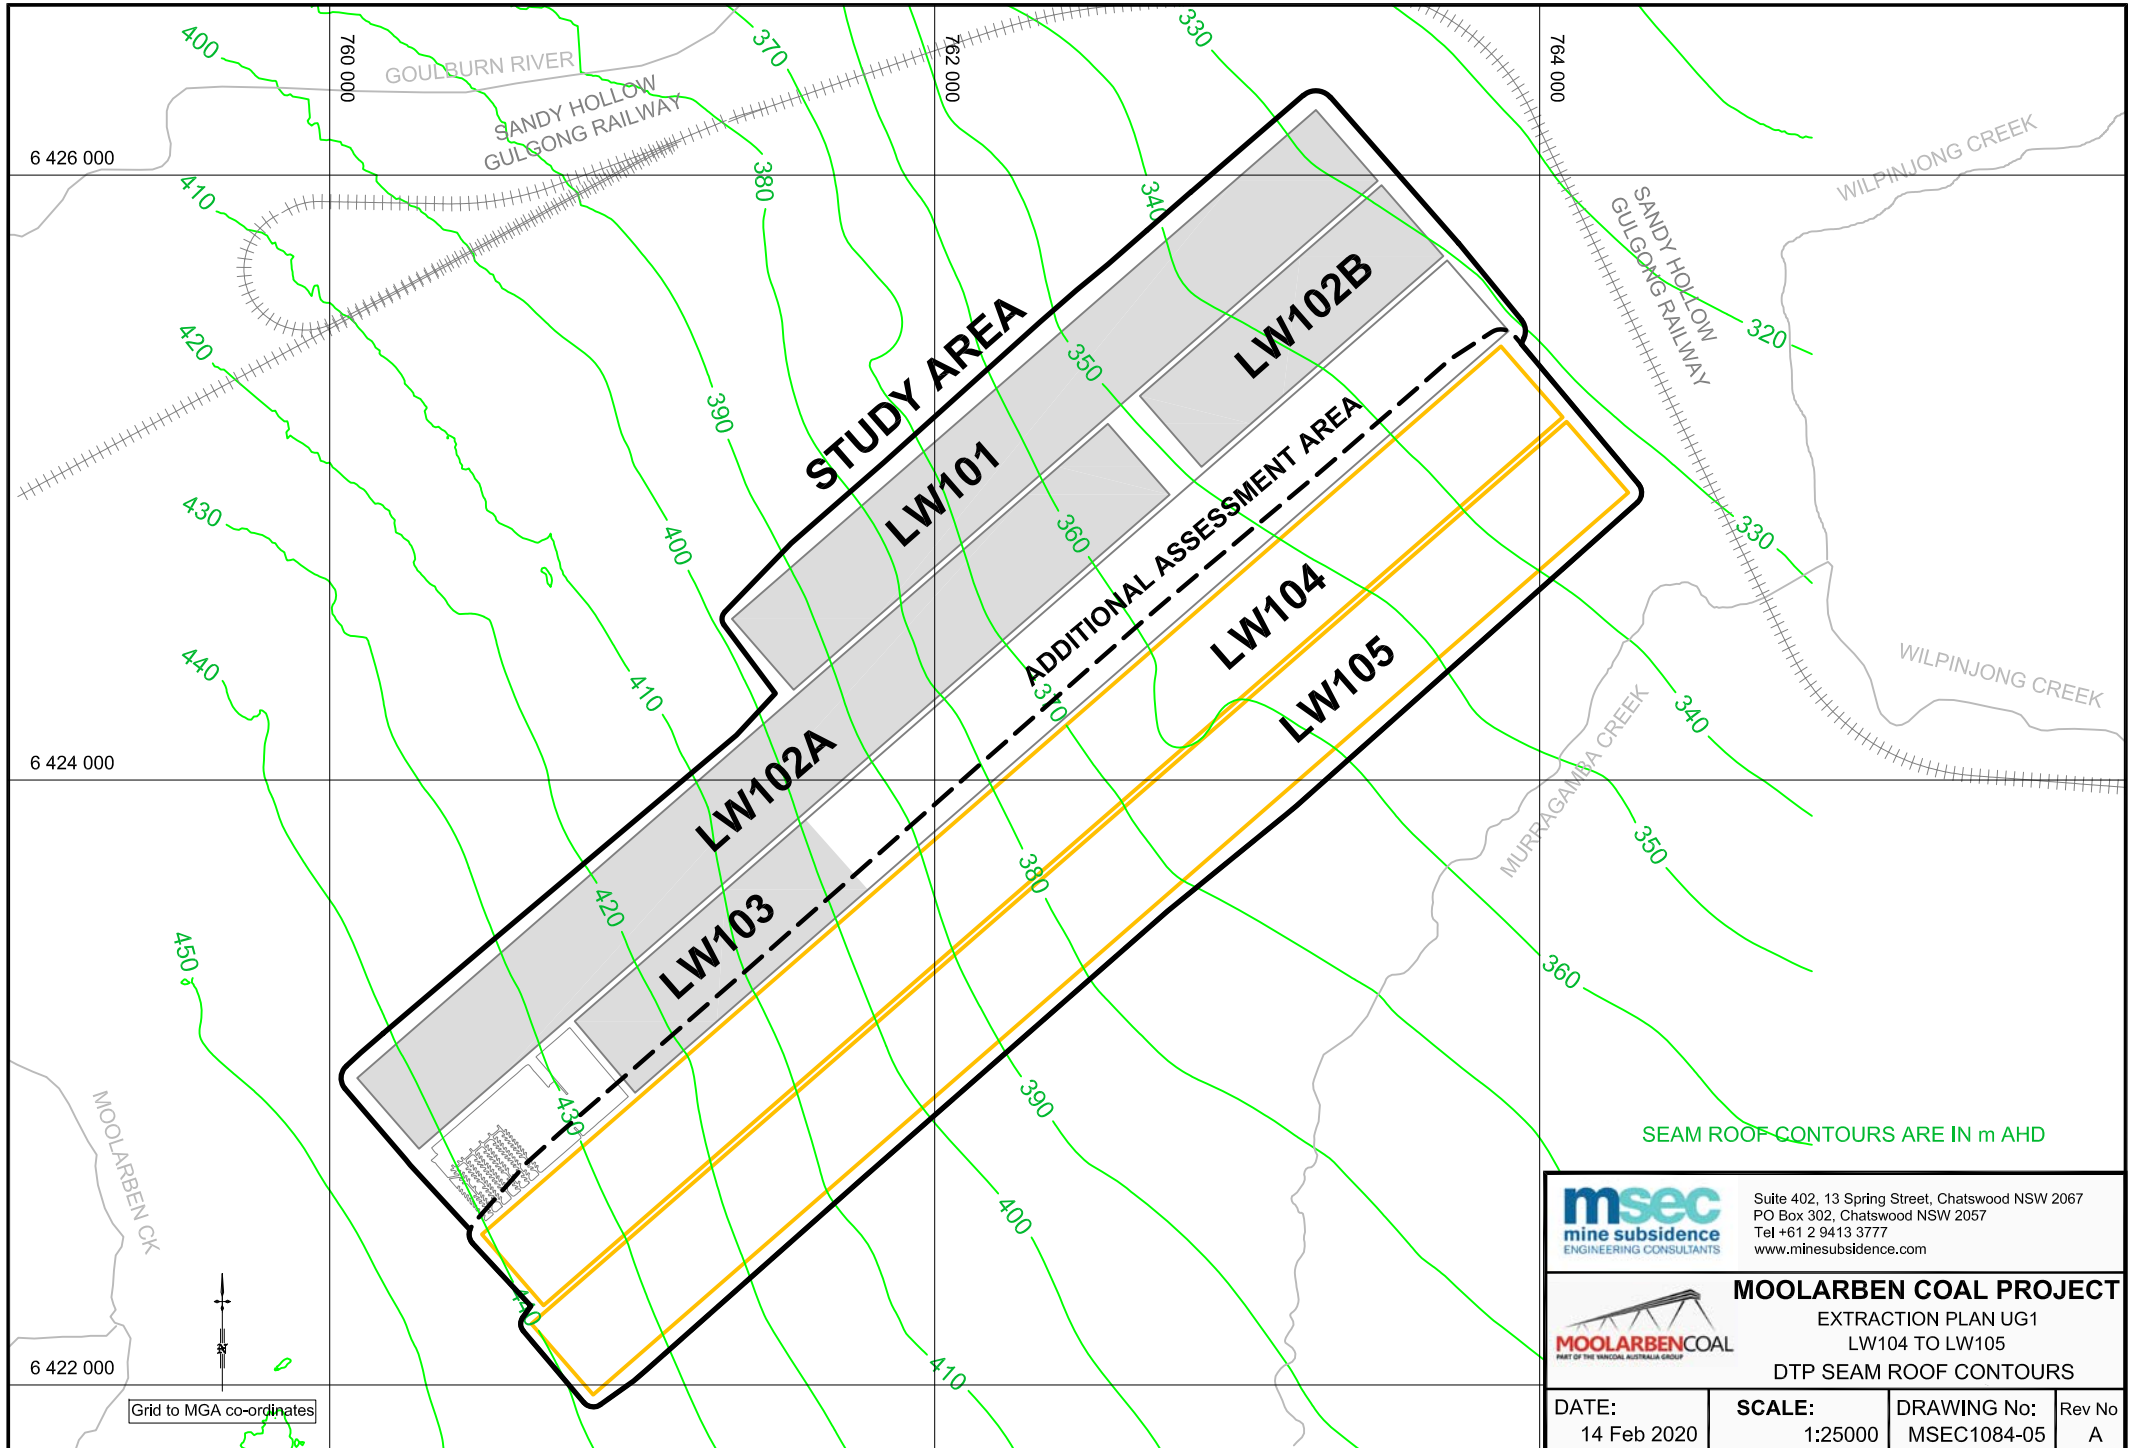 400
GOULBURN RIVER
760 000
SANDY HOLLOW
GULGONG RAILWAY
370
762 000
330
764 000
6 426 000
410
380
340
WILPINJONG CREEK
SANDY HOLLOW
GULGONG RAILWAY
420
STUDY AREA
350
LW102B
320
390
LW101
ADDITIONAL ASSESSMENT AREA
430
400
360
330
LW104
440
410
370
LW105
340
WILPINJONG CREEK
6 424 000
LW102A
MURRAGAMBA CREEK
350
380
420
LW103
450
360
430
390
MOOLARBEN CK
SEAM ROOF CONTOURS ARE IN m AHD
400
440
410
6 422 000
N
Grid to MGA co-ordinates
msec
mine subsidence
ENGINEERING CONSULTANTS
Suite 402, 13 Spring Street, Chatswood NSW 2067
PO Box 302, Chatswood NSW 2057
Tel +61 2 9413 3777
www.minesubsidence.com
MOOLARBENCOAL
PART OF THE YANCOAL AUSTRALIA GROUP
MOOLARBEN COAL PROJECT
EXTRACTION PLAN UG1
LW104 TO LW105
DTP SEAM ROOF CONTOURS
DATE:
14 Feb 2020
SCALE:
1:25000
DRAWING No:
MSEC1084-05
Rev No
A